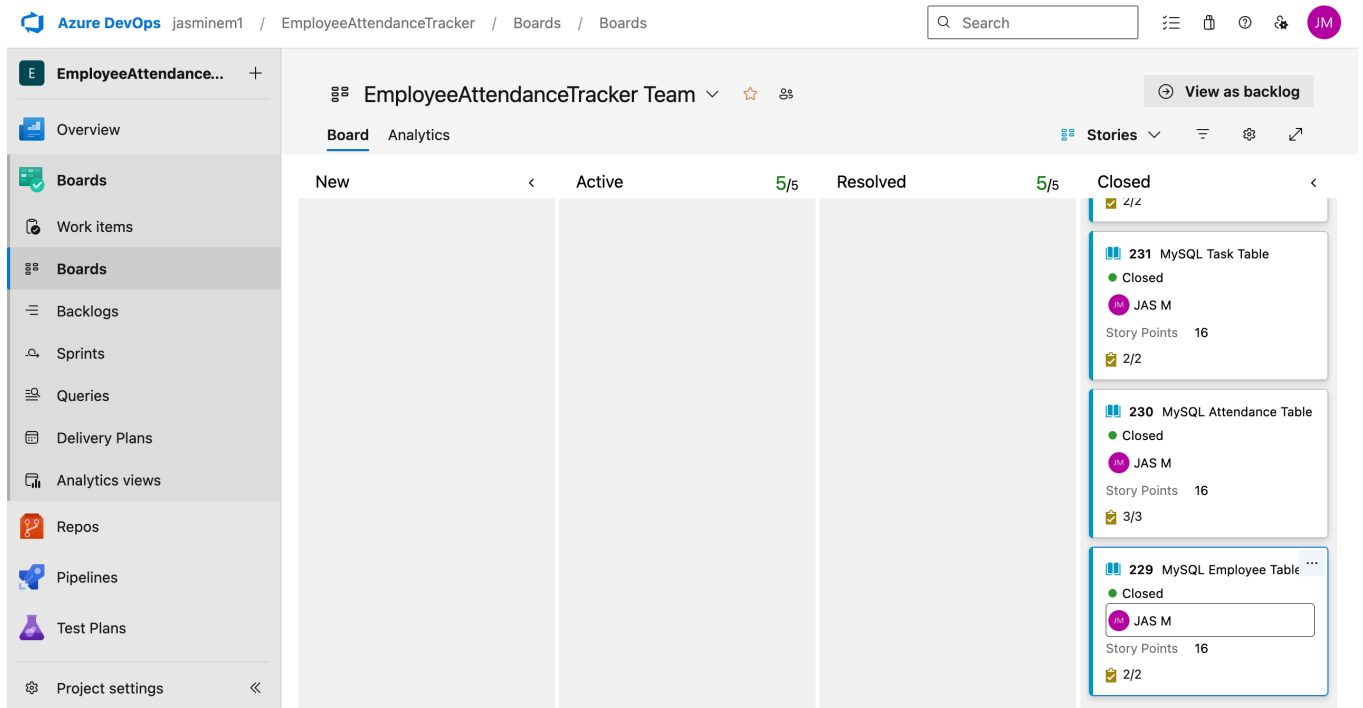 Azure DevOps jasminem1 / EmployeeAttendanceTracker / Boards / Boards
Search
JM
E EmployeeAttendance...
Overview
Boards
Work items
Boards
Backlogs
Sprints
Queries
Delivery Plans
Analytics views
Repos
Pipelines
Test Plans
Project settings
EmployeeAttendanceTracker Team
View as backlog
Board Analytics
Stories
New
Active 5/5
Resolved 5/5
Closed
2/2
231 MySQL Task Table
Closed
JM JAS M
Story Points 16
2/2
230 MySQL Attendance Table
Closed
JM JAS M
Story Points 16
3/3
229 MySQL Employee Table
Closed
JM JAS M
Story Points 16
2/2